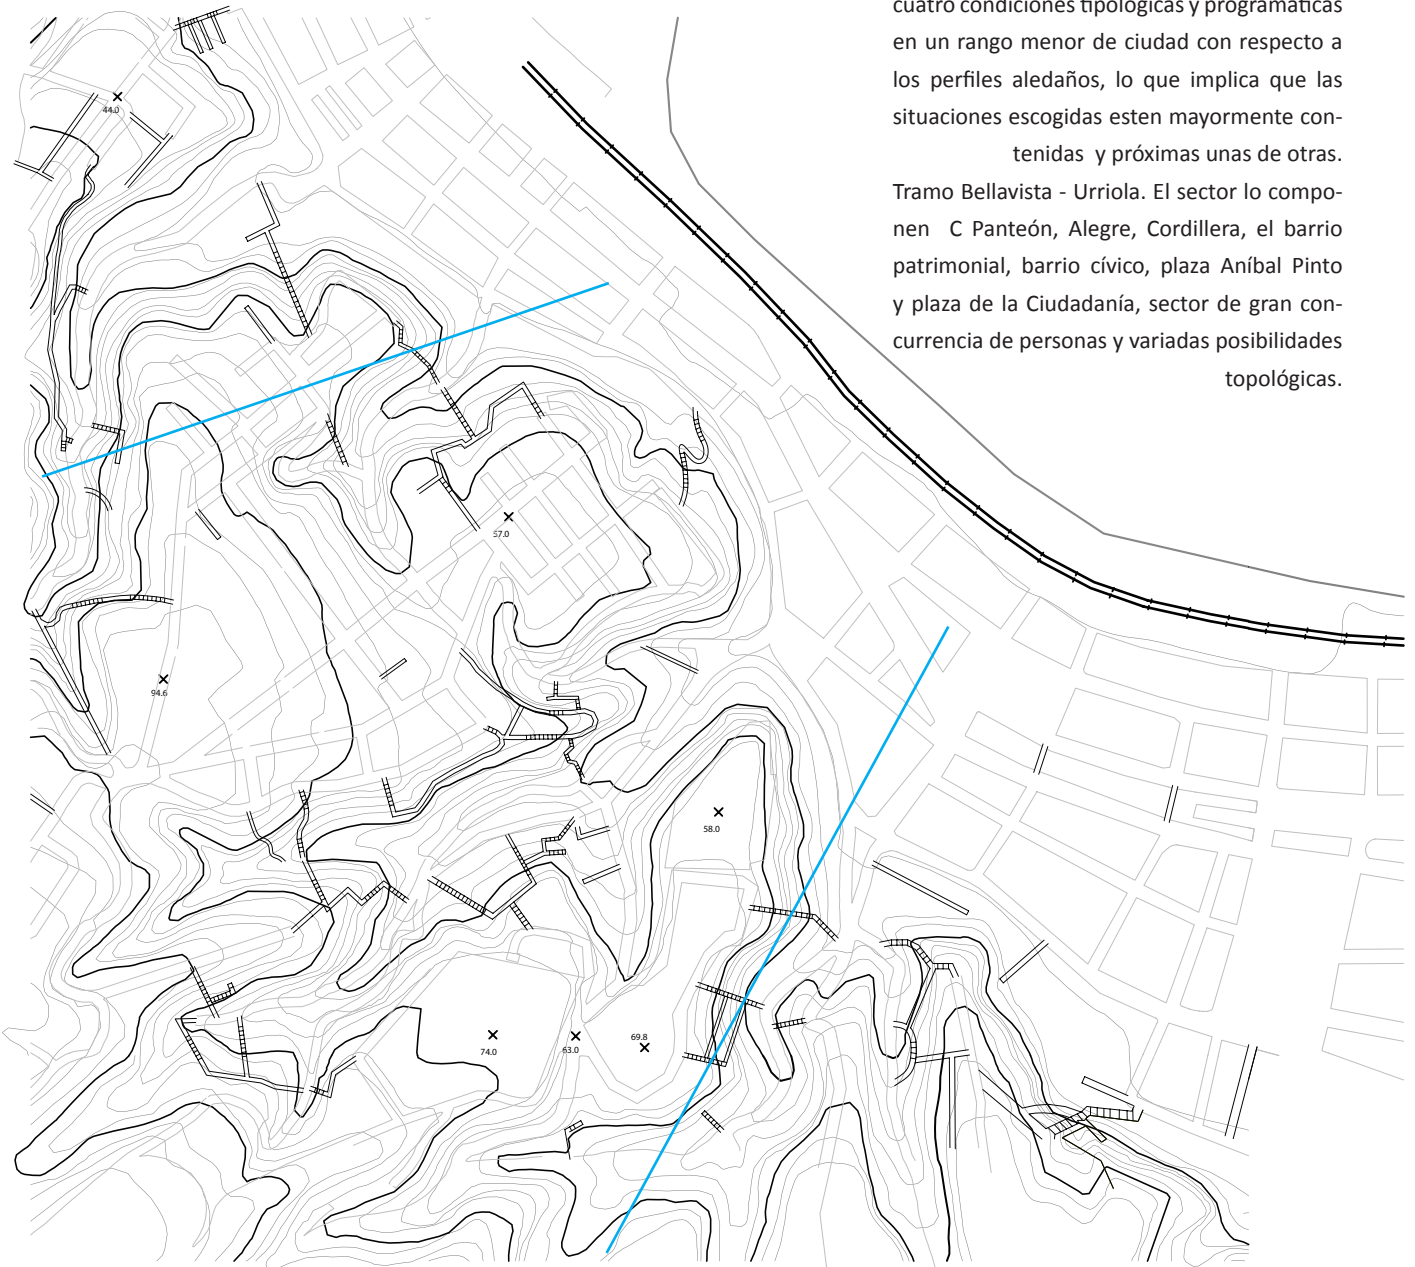 cuatro condiciones tipológicas y programáticas
en un rango menor de ciudad con respecto a
los perfiles aledaños, lo que implica que las
situaciones escogidas esten mayormente con-
tenidas y próximas unas de otras.
Tramo Bellavista - Urriola. El sector lo compo-
nen C Panteón, Alegre, Cordillera, el barrio
patrimonial, barrio cívico, plaza Aníbal Pinto
y plaza de la Ciudadanía, sector de gran con-
currencia de personas y variadas posibilidades
topológicas.
44.0
57.0
94.6
58.0
74.0
63.0
69.8